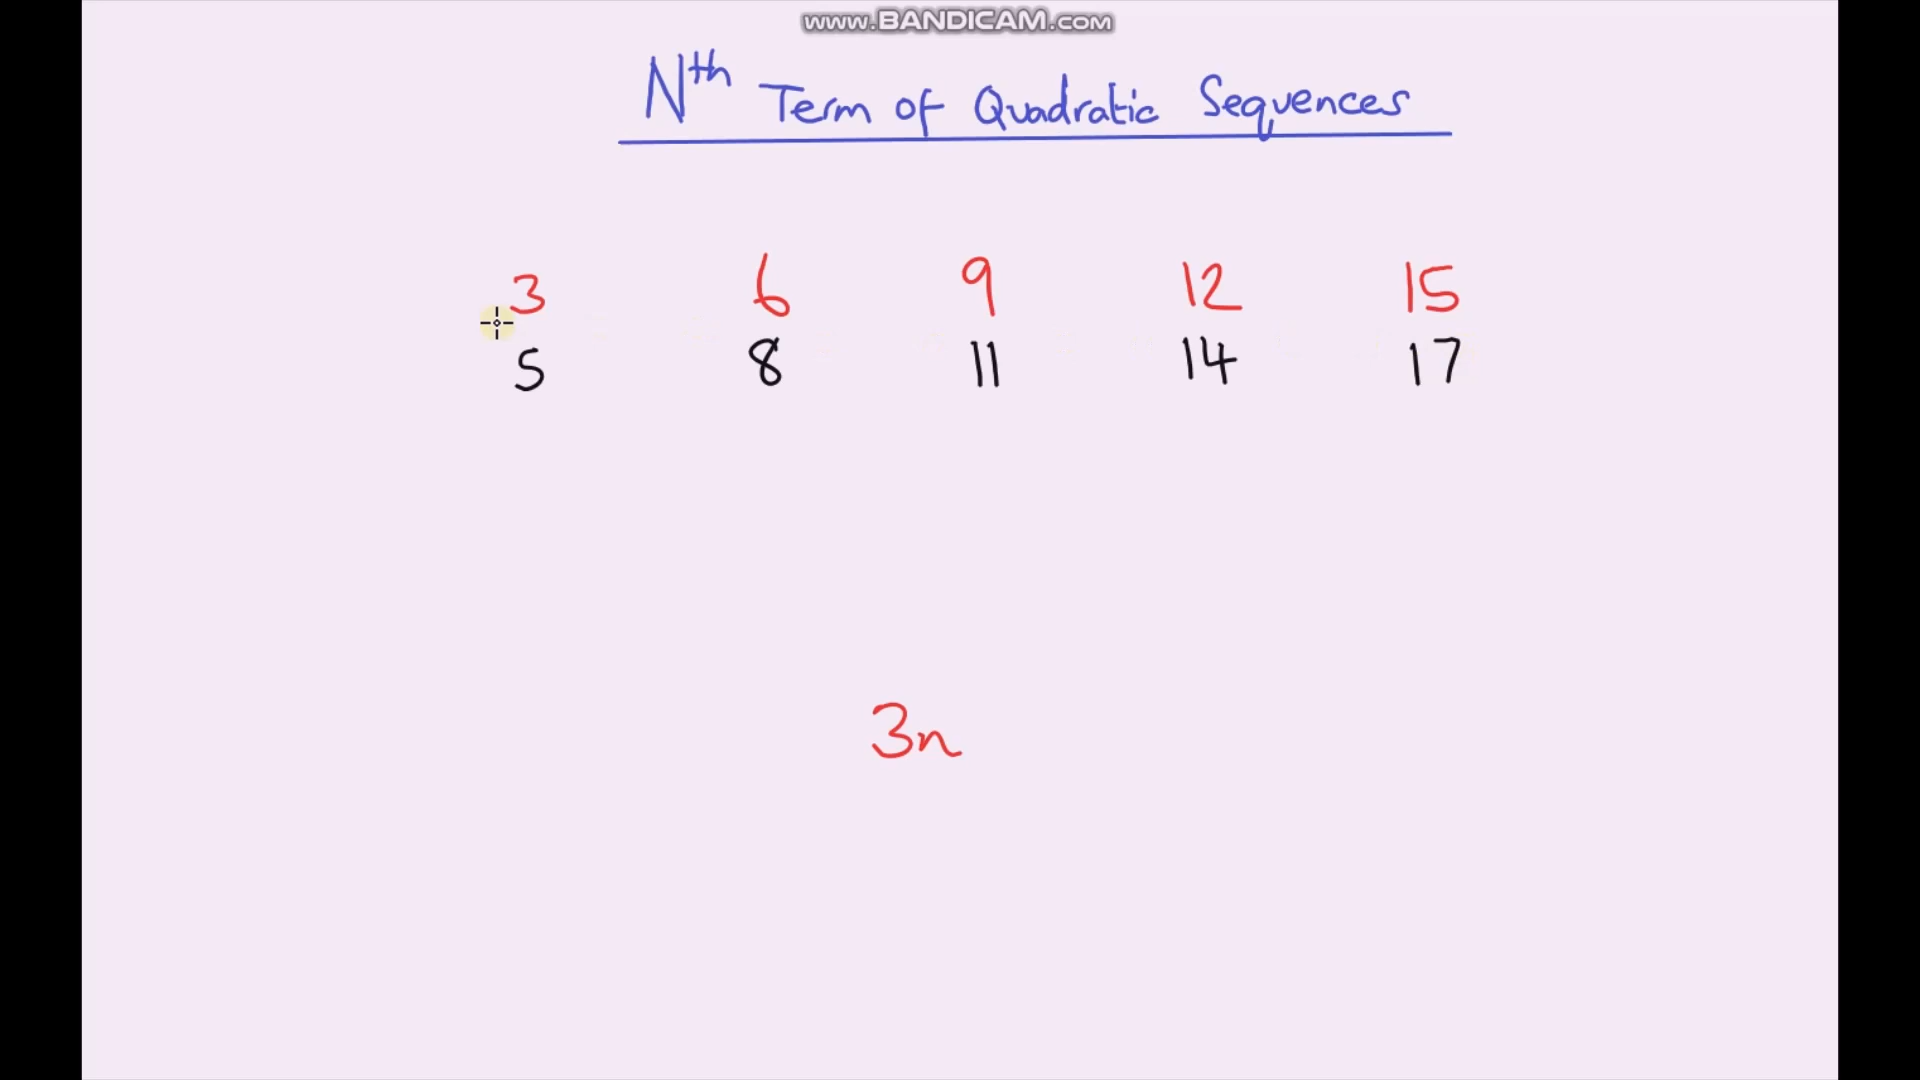 www.BANDICAM.com
Nth Term of Quadratic Sequences
3 6 9 12 15
5 8 11 14 17
3n